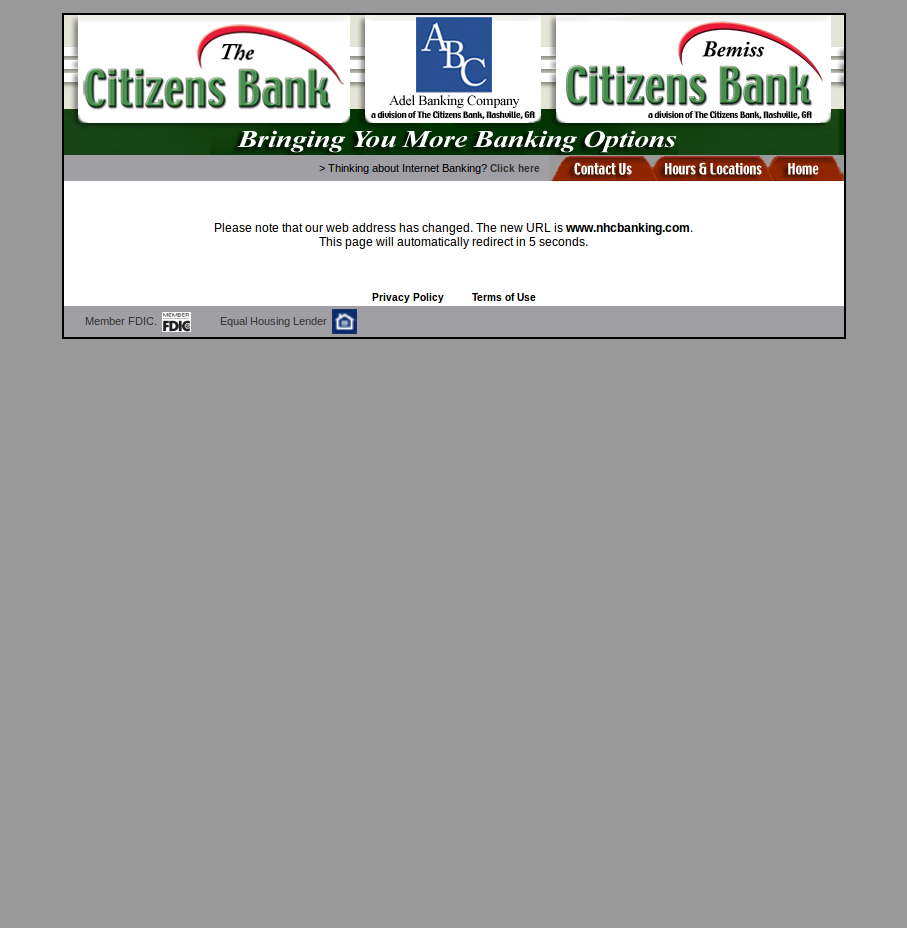 The
Citizens Bank
ABC
Adel Banking Company
a division of The Citizens Bank, Nashville, GA
Bemiss
Citizens Bank
a division of The Citizens Bank, Nashville, GA
Bringing You More Banking Options
> Thinking about Internet Banking? Click here
Contact Us
Hours & Locations
Home
Please note that our web address has changed. The new URL is www.nhcbanking.com.
This page will automatically redirect in 5 seconds.
Privacy Policy
Terms of Use
Member FDIC.
MEMBER
FDIC
Equal Housing Lender